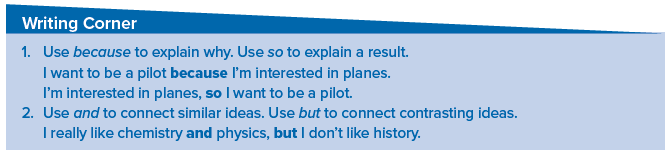 Writing Corner
1. Use because to explain why. Use so to explain a result.
I want to be a pilot because I'm interested in planes.
I'm interested in planes, so I want to be a pilot.
2. Use and to connect similar ideas. Use but to connect contrasting ideas.
I really like chemistry and physics, but I don't like history.